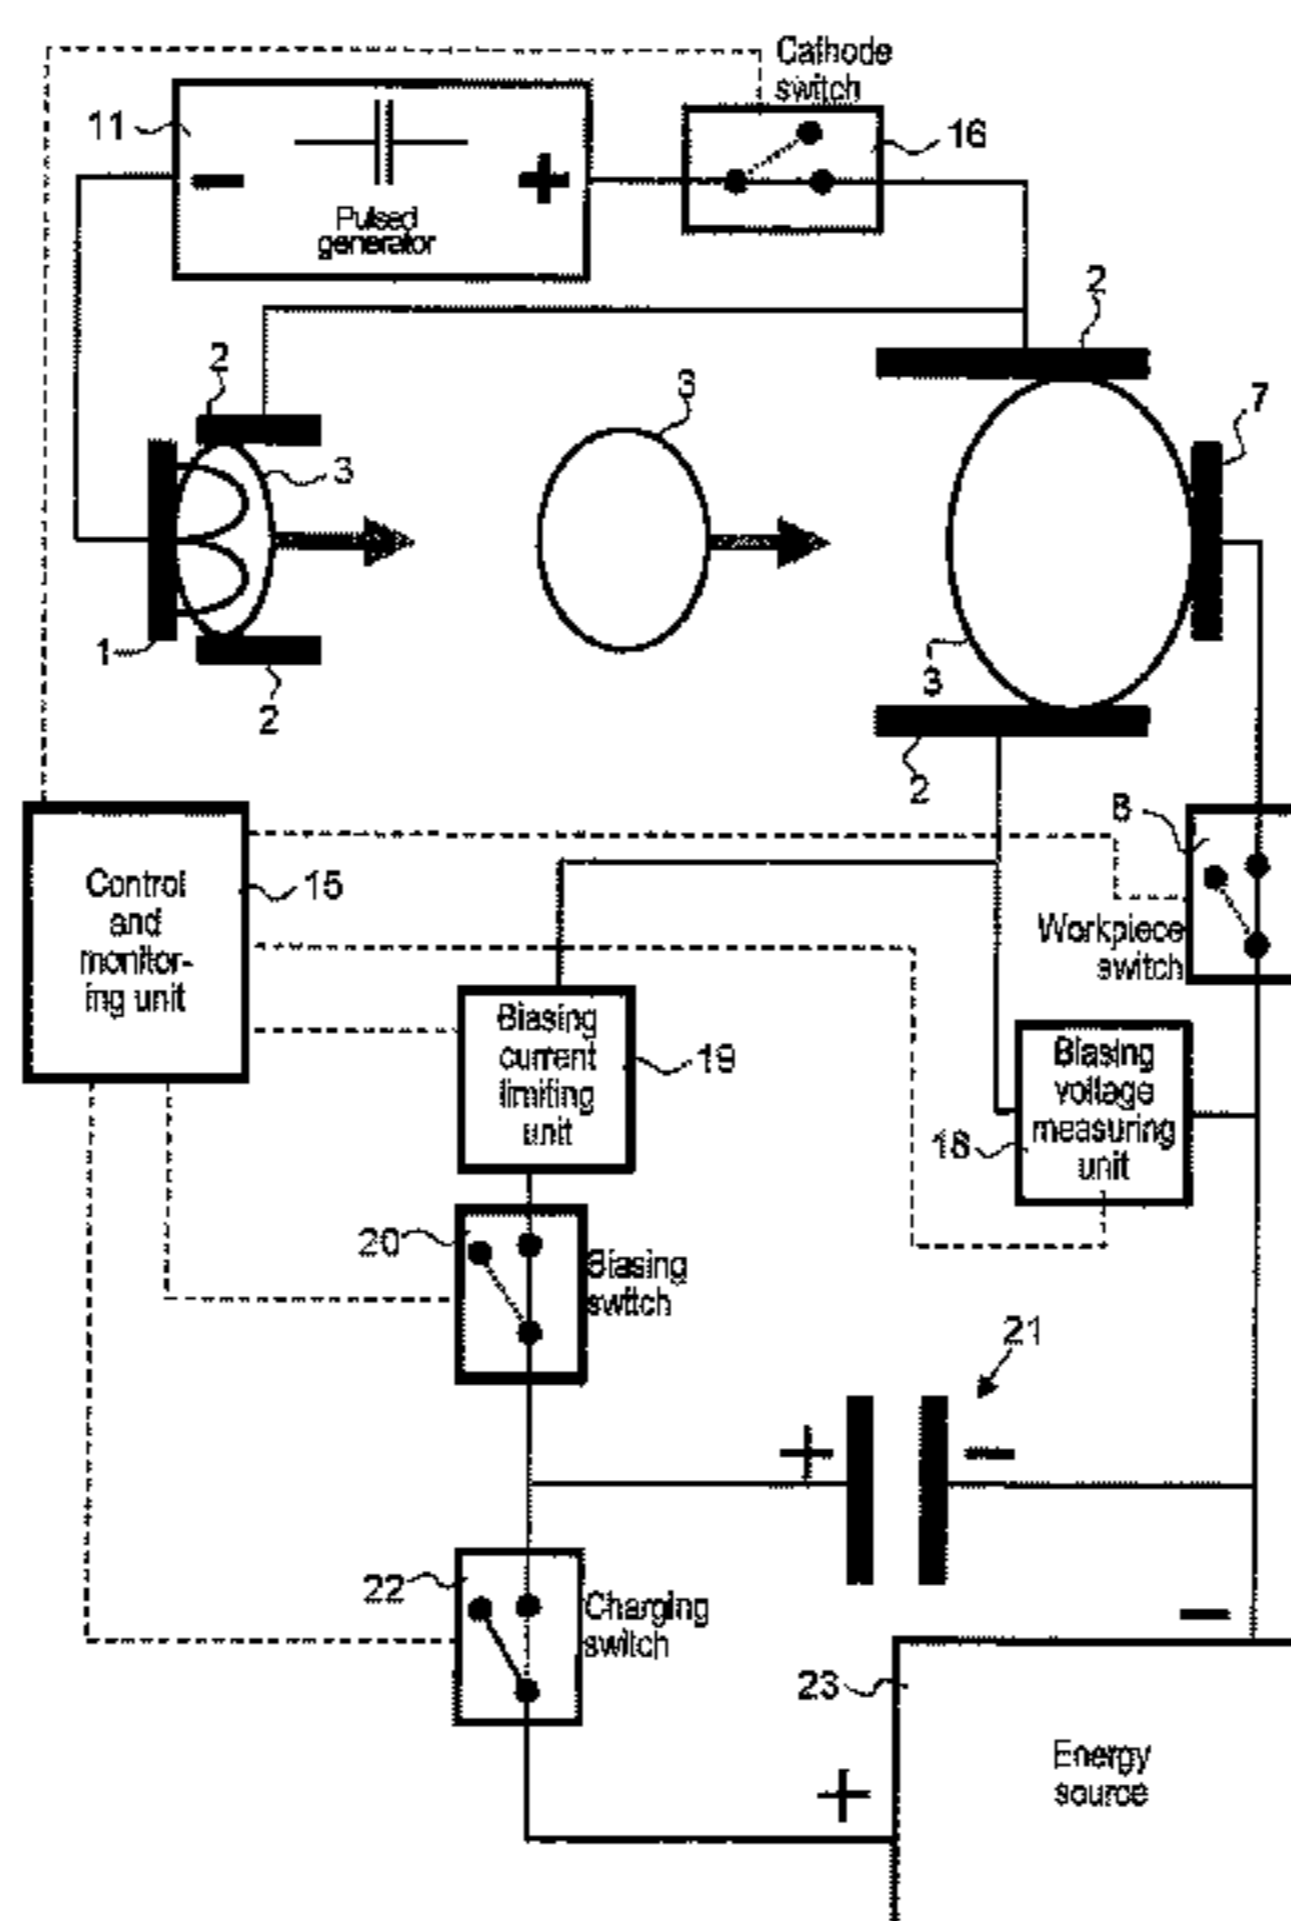 Cathode
switch
11
16
Pulsed
generator
2
2
7
2
3
3
1
3
2
2
8
Control
and
monitor-
ing unit
15
Workpiece
switch
Biasing
current
limiting
unit
19
Biasing
voltage
measuring
unit
18
20
Biasing
switch
21
+
−
22
Charging
switch
−
23
Energy
source
+
− +